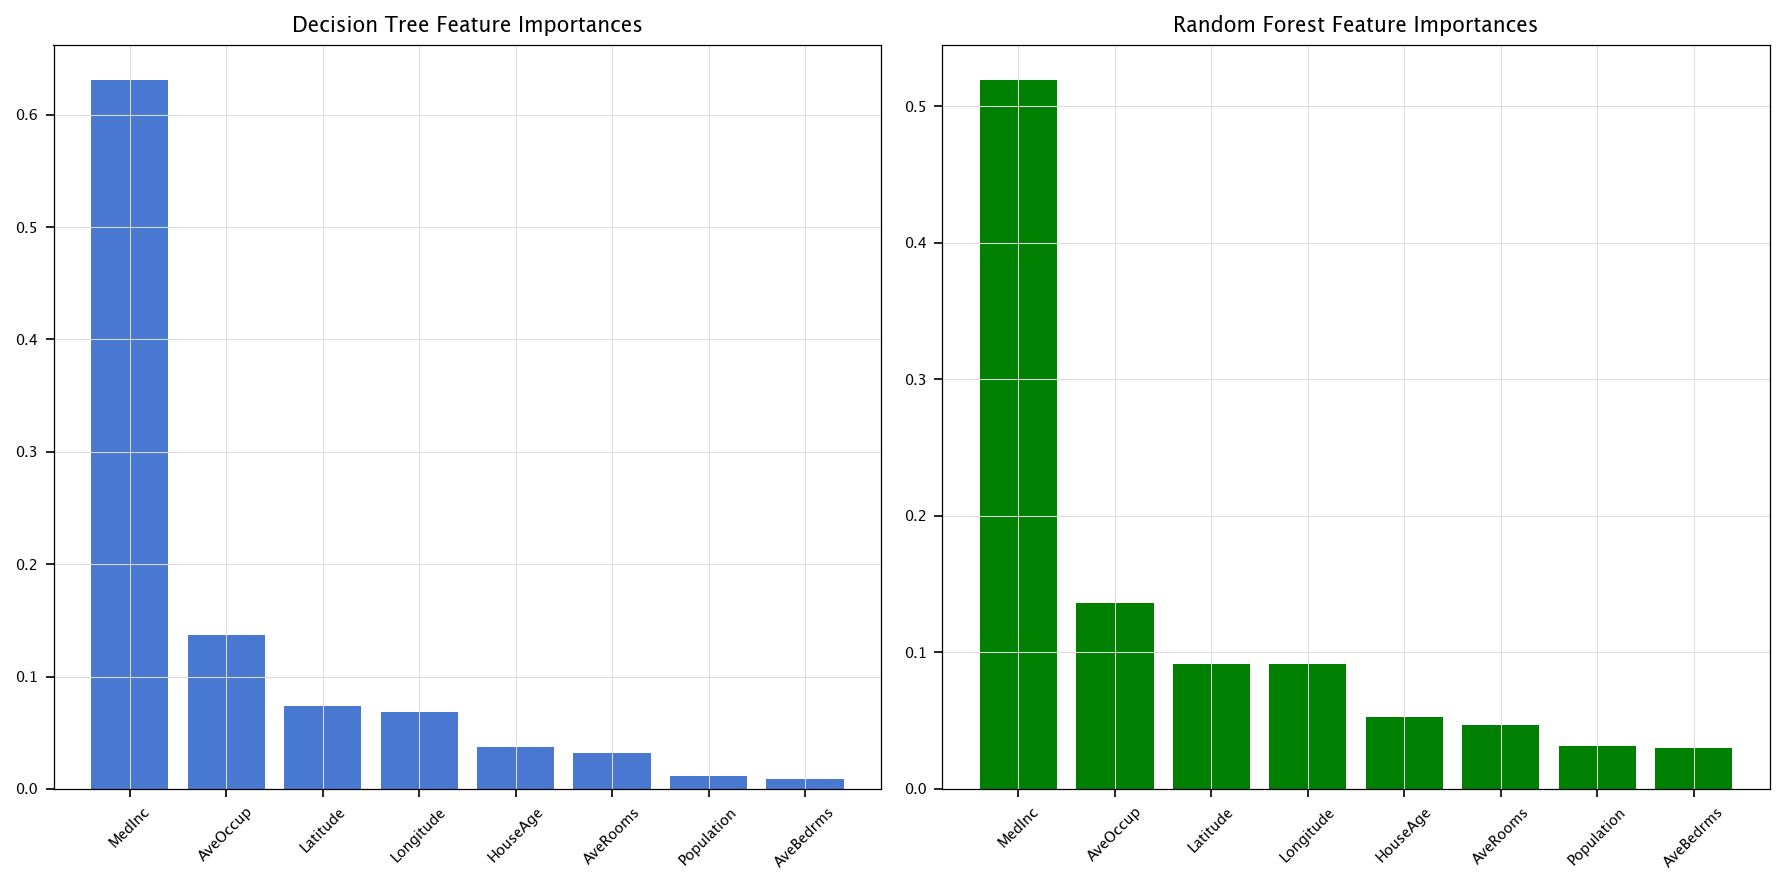 Decision Tree Feature Importances
0.6
0.5
0.4
0.3
0.2
0.1
0.0
MedInc
AveOccup
Latitude
Longitude
HouseAge
AveRooms
Population
AveBedrms
Random Forest Feature Importances
0.5
0.4
0.3
0.2
0.1
0.0
MedInc
AveOccup
Latitude
Longitude
HouseAge
AveRooms
Population
AveBedrms